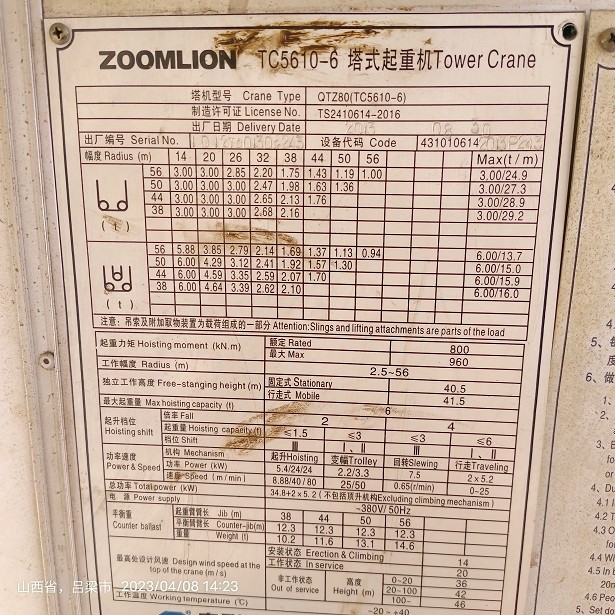 ZOOMLION TC5610-6 塔式起重机Tower Crane
塔机型号 Crane Type QTZ80(TC5610-6)
制造许可证 License No. TS2410614-2016
出厂日期 Delivery Date 2013 08 30
出厂编号 Serial No. 设备代码 Code 431010614
幅度 Radius (m) 14 20 26 32 38 44 50 56 Max(t/m)
56 3.00 3.00 2.85 2.20 1.75 1.43 1.19 1.00 3.00/24.9
50 3.00 3.00 3.00 2.47 1.98 1.63 1.36 3.00/27.3
44 3.00 3.00 3.00 2.65 2.13 1.76 3.00/28.9
38 3.00 3.00 3.00 2.68 2.16 3.00/29.2
(t)
56 5.88 3.85 2.79 2.14 1.69 1.37 1.13 0.94 6.00/13.7
50 6.00 4.29 3.12 2.41 1.92 1.57 1.30 6.00/15.0
44 6.00 4.59 3.35 2.59 2.07 1.70 6.00/15.9
38 6.00 4.64 3.39 2.62 2.10 6.00/16.0
(t)
注意:吊索及附加取物装置为载荷组成的一部分 Attention:Slings and lifting attachments are parts of the load
起重力矩 Hoisting moment (kN.m) 额定 Rated 800
最大 Max 960
工作幅度 Radius (m) 2.5~56
独立工作高度 Free-stanging height(m) 固定式 Stationary 40.5
行走式 Mobile 41.5
最大起重量 Max hoisting capacity (t) 6
起升档位 Hoisting shift 倍率 Fall 2 4
起重量 Hoisting capacity(t) ≤1.5 ≤3 ≤3 ≤6
档位 Shift Ⅲ Ⅰ、Ⅱ Ⅲ Ⅰ、Ⅱ
功率速度 Power & Speed 机构 Mechanism 起升Hoisting 变幅Trolley 回转Slewing 行走Traveling
功率 Power (kW) 5.4/24/24 2.2/3.3 7.5 2×5.2
速度 Speed (m/min) 8.88/40/80 25/50 0.65(r/min) 0~25
总功率 Total power (kW) 34.8+2×5.2 (不包括顶升机构Excluding climbing mechanism)
电源 Power supply ~380V/50Hz
平衡重 Counter ballast 起重臂臂长 Jib (m) 38 44 50 56
平衡臂臂长 Counter-jib(m) 12.3 12.3 12.3 12.3
重量 Weight (t) 10.2 11.6 13.1 14.6
最高处设计风速 Design wind speed at the top of the crane (m/s) 安装状态 Erection & Climbing 14
工作状态 In service 20
非工作状态 Out of service 高度 Height (m) 0~20 36
20~100 42
100~ 46
工作温度 Working temperature (℃) -20~+40
山西省,吕梁市 2023/04/08 14:23